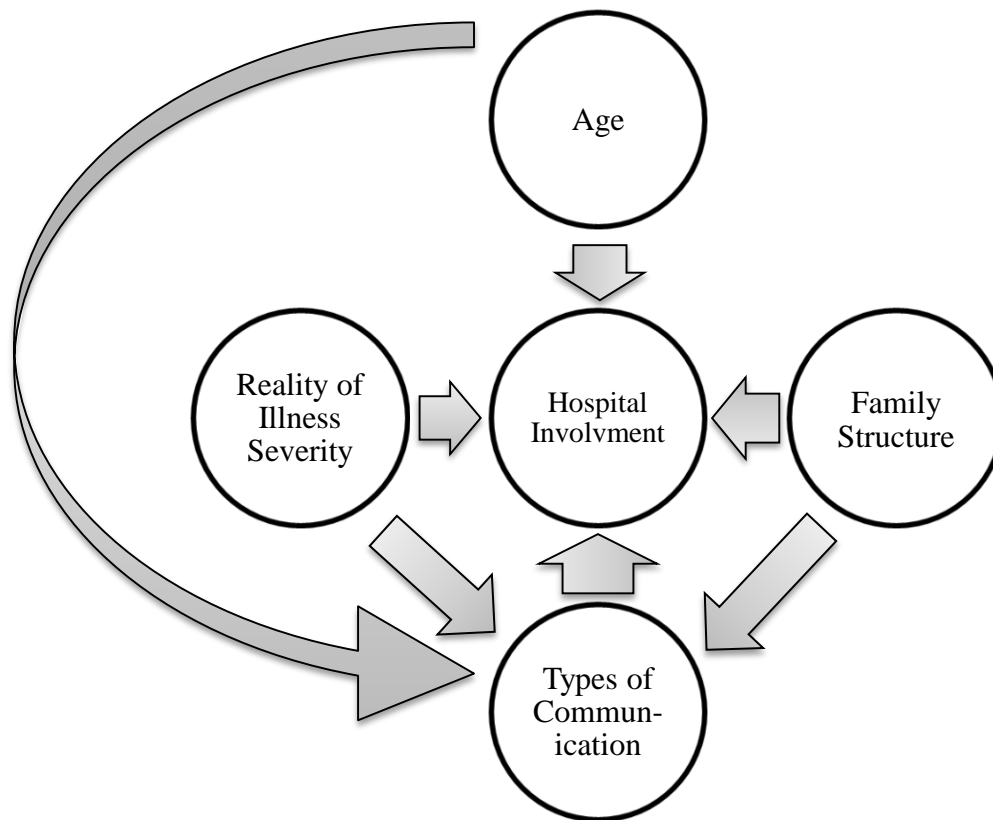 Age
Reality of
Illness
Severity
Hospital
Involvment
Family
Structure
Types of
Commun-
ication